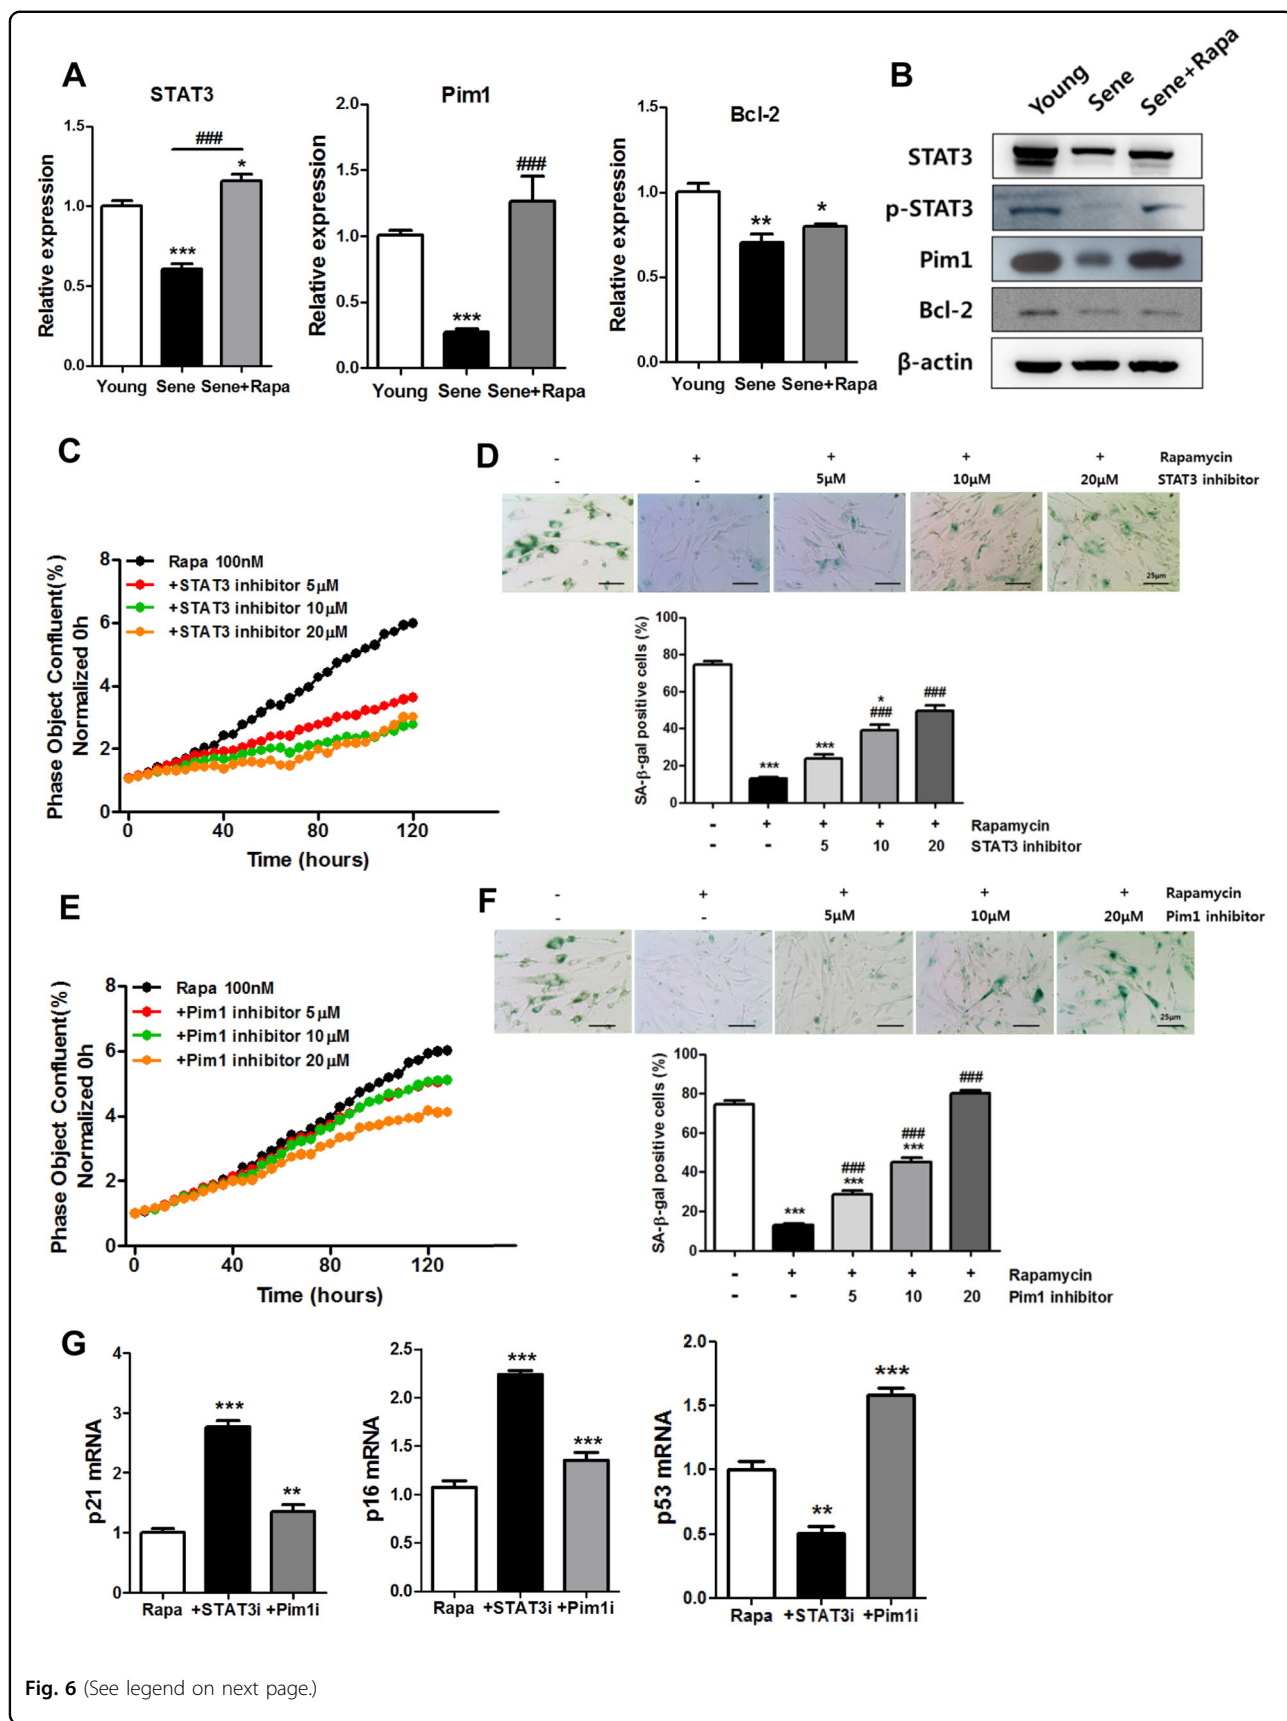 A
STAT3
Relative expression
1.5
1.0
0.5
0.0
###
*
***
Young Sene Sene+Rapa
Pim1
Relative expression
2.0
1.5
1.0
0.5
0.0
###
***
Young Sene Sene+Rapa
Bcl-2
Relative expression
1.5
1.0
0.5
0.0
**
*
Young Sene Sene+Rapa
B
Young Sene Sene+Rapa
STAT3
p-STAT3
Pim1
Bcl-2
β-actin
C
Phase Object Confluent(%)
Normalized 0h
8
6
4
2
0
Rapa 100nM
+STAT3 inhibitor 5μM
+STAT3 inhibitor 10μM
+STAT3 inhibitor 20μM
0 40 80 120
Time (hours)
D
- + + + + Rapamycin
- - 5μM 10μM 20μM STAT3 inhibitor
25μm
SA-β-gal positive cells (%)
100
80
60
40
20
0
***
***
*
###
###
- + + + + Rapamycin
- - 5 10 20 STAT3 inhibitor
E
Phase Object Confluent(%)
Normalized 0h
8
6
4
2
0
Rapa 100nM
+Pim1 inhibitor 5μM
+Pim1 inhibitor 10μM
+Pim1 inhibitor 20μM
0 40 80 120
Time (hours)
F
- + + + + Rapamycin
- - 5μM 10μM 20μM Pim1 inhibitor
25μm
SA-β-gal positive cells (%)
100
80
60
40
20
0
***
###
***
###
***
###
- + + + + Rapamycin
- - 5 10 20 Pim1 inhibitor
G
p21 mRNA
4
3
2
1
0
***
**
Rapa +STAT3i +Pim1i
p16 mRNA
2.5
2.0
1.5
1.0
0.5
0.0
***
***
Rapa +STAT3i +Pim1i
p53 mRNA
2.0
1.5
1.0
0.5
0.0
**
***
Rapa +STAT3i +Pim1i
Fig. 6 (See legend on next page.)